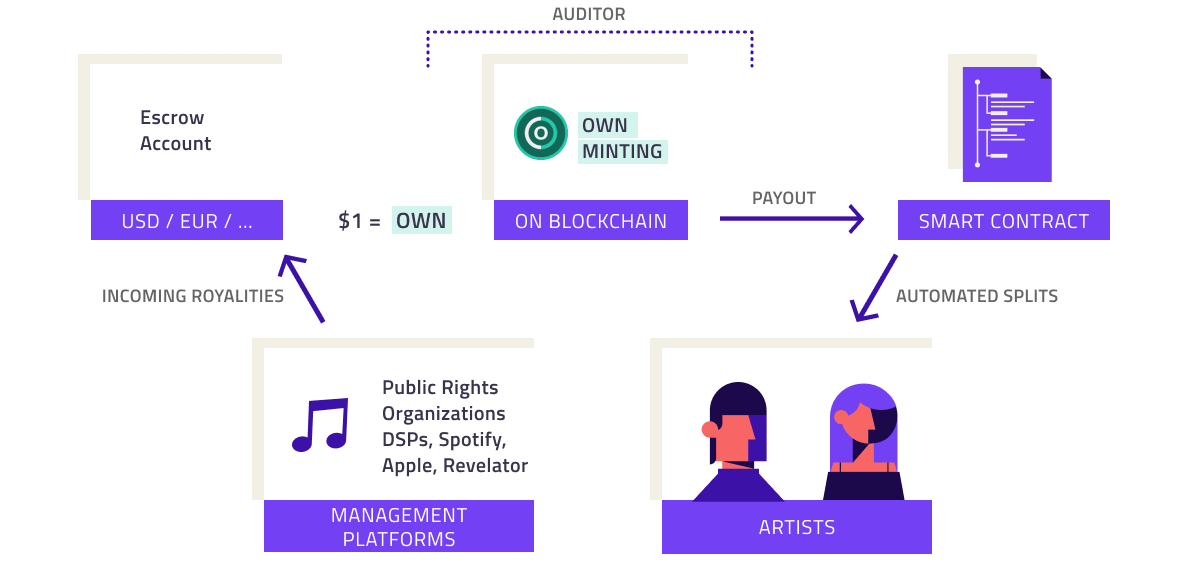 AUDITOR
Escrow
Account
OWN
MINTING
USD / EUR / ...
$1 = OWN
ON BLOCKCHAIN
PAYOUT
SMART CONTRACT
INCOMING ROYALITIES
AUTOMATED SPLITS
Public Rights
Organizations
DSPs, Spotify,
Apple, Revelator
MANAGEMENT
PLATFORMS
ARTISTS